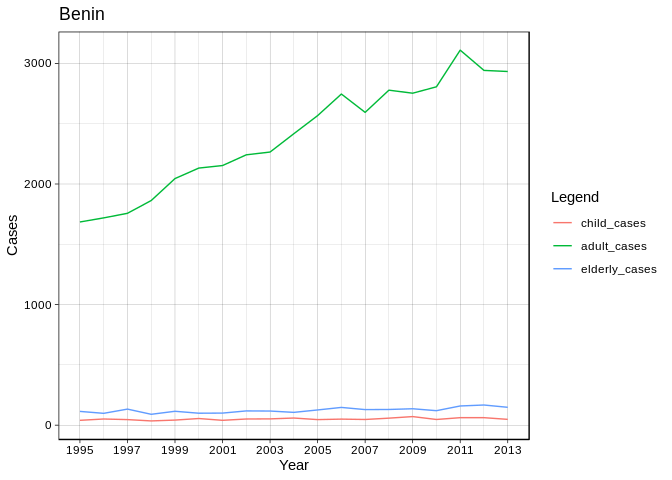 Benin
3000
2000
1000
0
Cases
1995 1997 1999 2001 2003 2005 2007 2009 2011 2013
Year
Legend
child_cases
adult_cases
elderly_cases